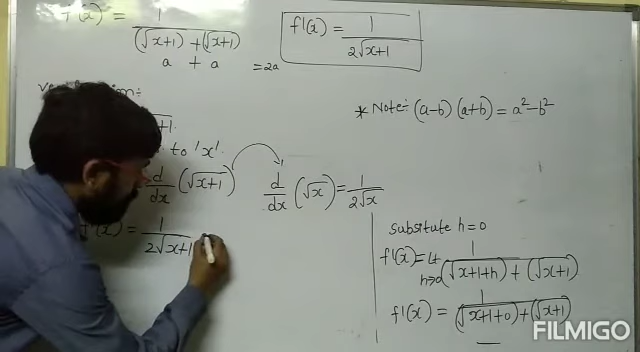 f'(x) = 1 / (√x+1) + (√x+1)
a + a = 2a
f'(x) = 1 / 2√x+1
* Note:- (a-b) (a+b) = a²-b²
to 'x'.
d/dx (√x+1)
d/dx (√x) = 1 / 2√x
f'(x) = 1 / 2√x+1
substitute h=0
f'(x) = Lt h→0 1 / (√x+1+h) + (√x+1)
f'(x) = 1 / (√x+1+0) + (√x+1)
FILMIGO